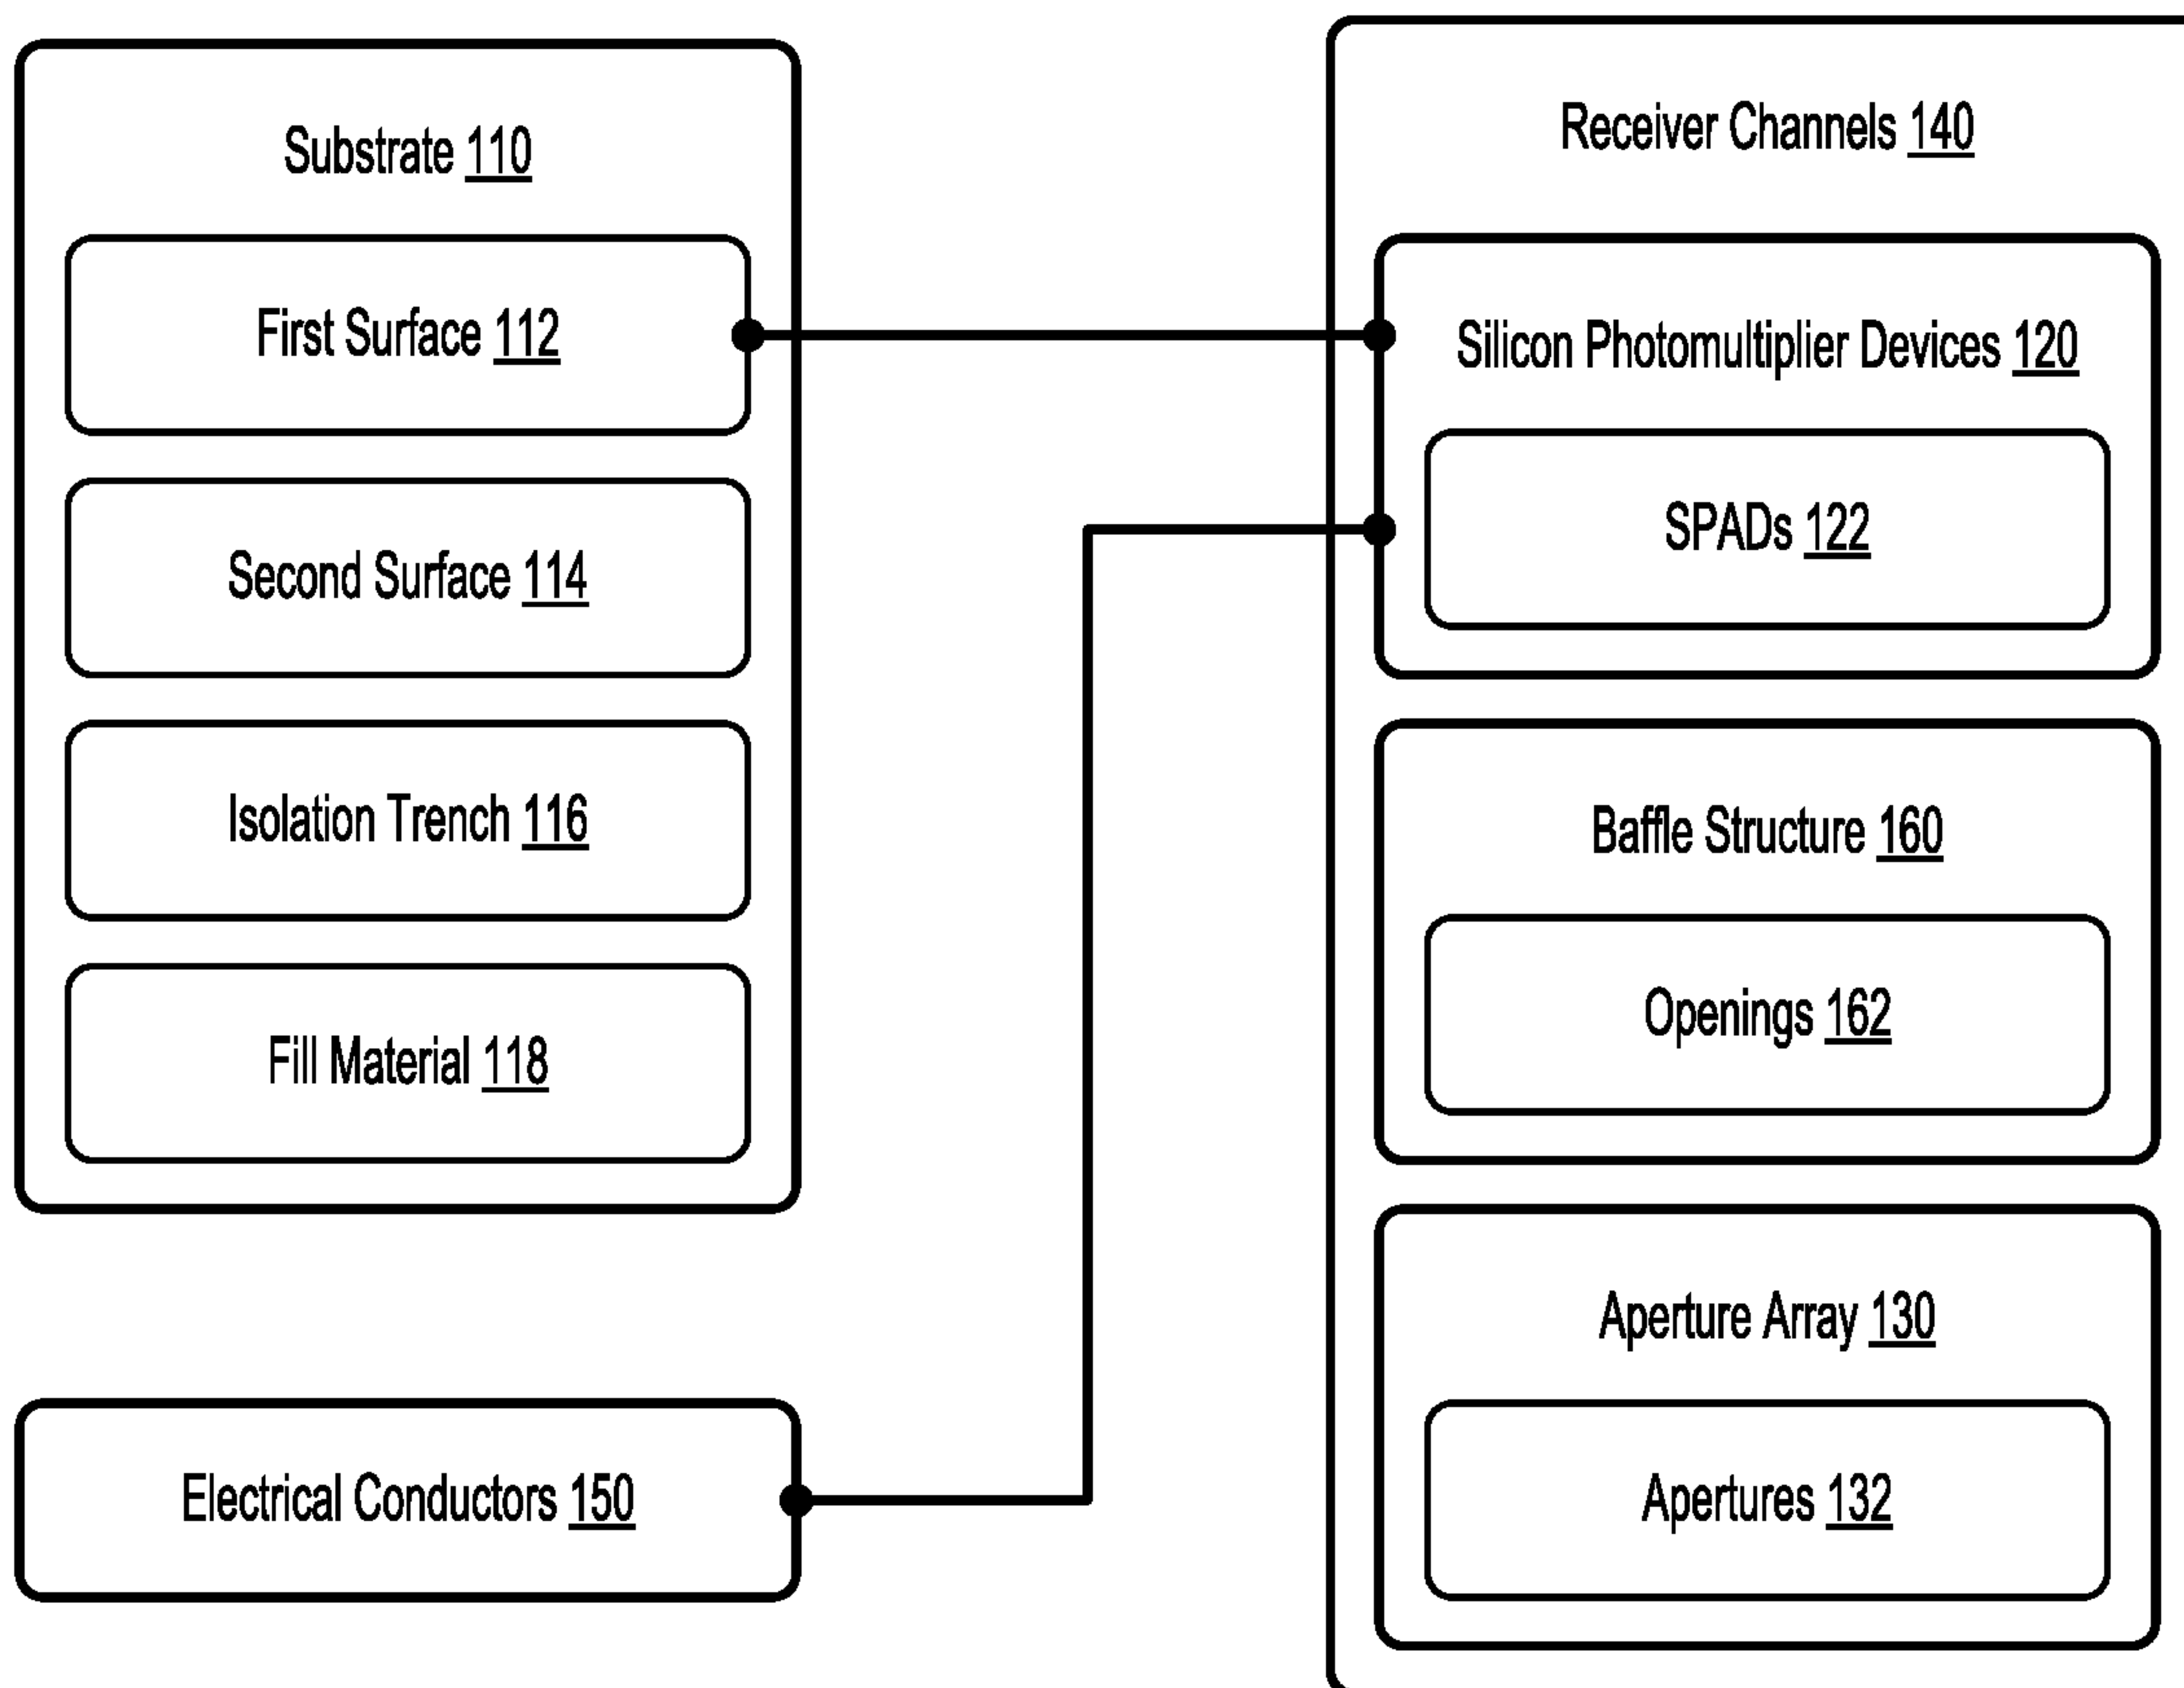 Substrate 110
First Surface 112
Second Surface 114
Isolation Trench 116
Fill Material 118
Electrical Conductors 150
Receiver Channels 140
Silicon Photomultiplier Devices 120
SPADs 122
Baffle Structure 160
Openings 162
Aperture Array 130
Apertures 132